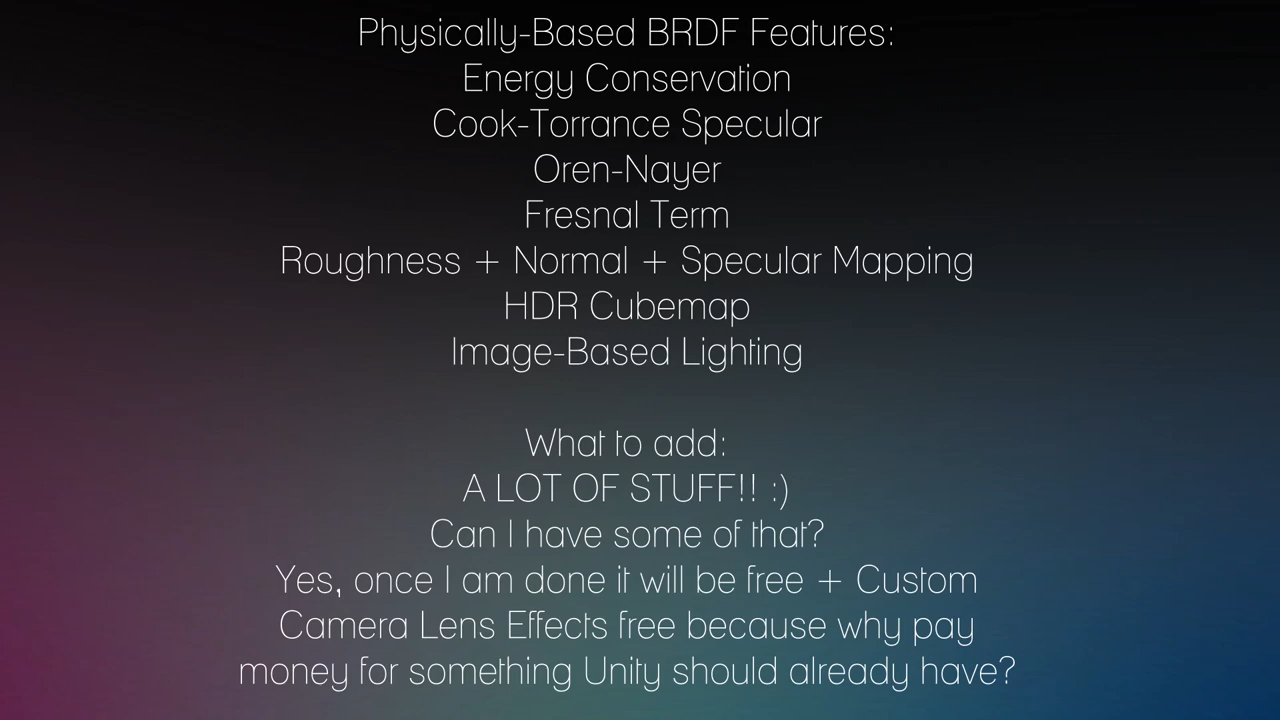 Physically-Based BRDF Features:
Energy Conservation
Cook-Torrance Specular
Oren-Nayer
Fresnal Term
Roughness + Normal + Specular Mapping
HDR Cubemap
Image-Based Lighting
What to add:
A LOT OF STUFF!! :)
Can I have some of that?
Yes, once I am done it will be free + Custom
Camera Lens Effects free because why pay
money for something Unity should already have?